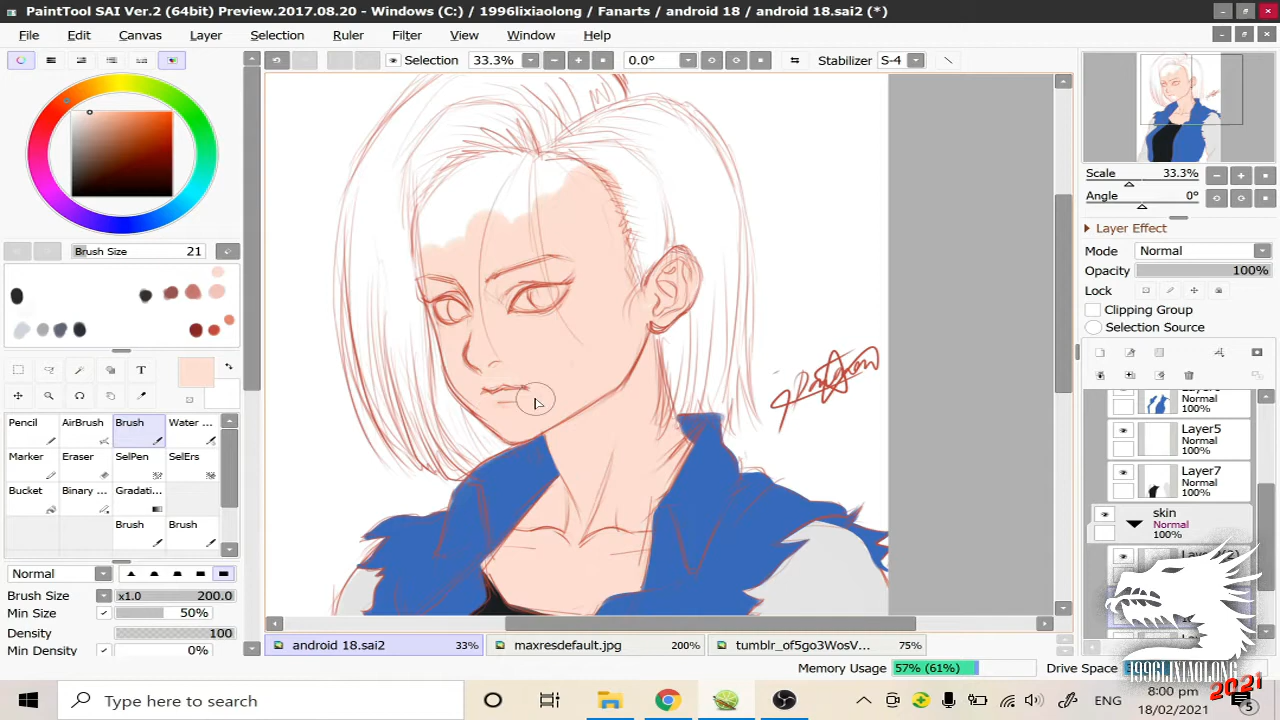 PaintTool SAI Ver.2 (64bit) Preview.2017.08.20 - Windows (C:) / 1996lixiaolong / Fanarts / android 18 / android 18.sai2 (*)
File Edit Canvas Layer Selection Ruler Filter View Window Help
Selection 33.3% 0.0° Stabilizer S-4
Scale 33.3%
Angle 0°
Layer Effect
Brush Size 21
Mode Normal
Opacity 100%
Lock
Clipping Group
Selection Source
T
Normal
100%
Layer5
Normal
100%
Layer7
Normal
100%
skin
Normal
100%
Pencil AirBrush Brush Water ...
Marker Eraser SelPen SelErs
Bucket Binary ... Gradati...
Brush Brush
Normal
Brush Size x1.0 200.0
Min Size 50%
Density 100
Min Density 0%
android 18.sai2 33% maxresdefault.jpg 200% tumblr_of5go3WosV... 75%
Memory Usage 57% (61%) Drive Space
1996LIXIAOLONG
2021
Type here to search
ENG
8:00 pm
18/02/2021
5